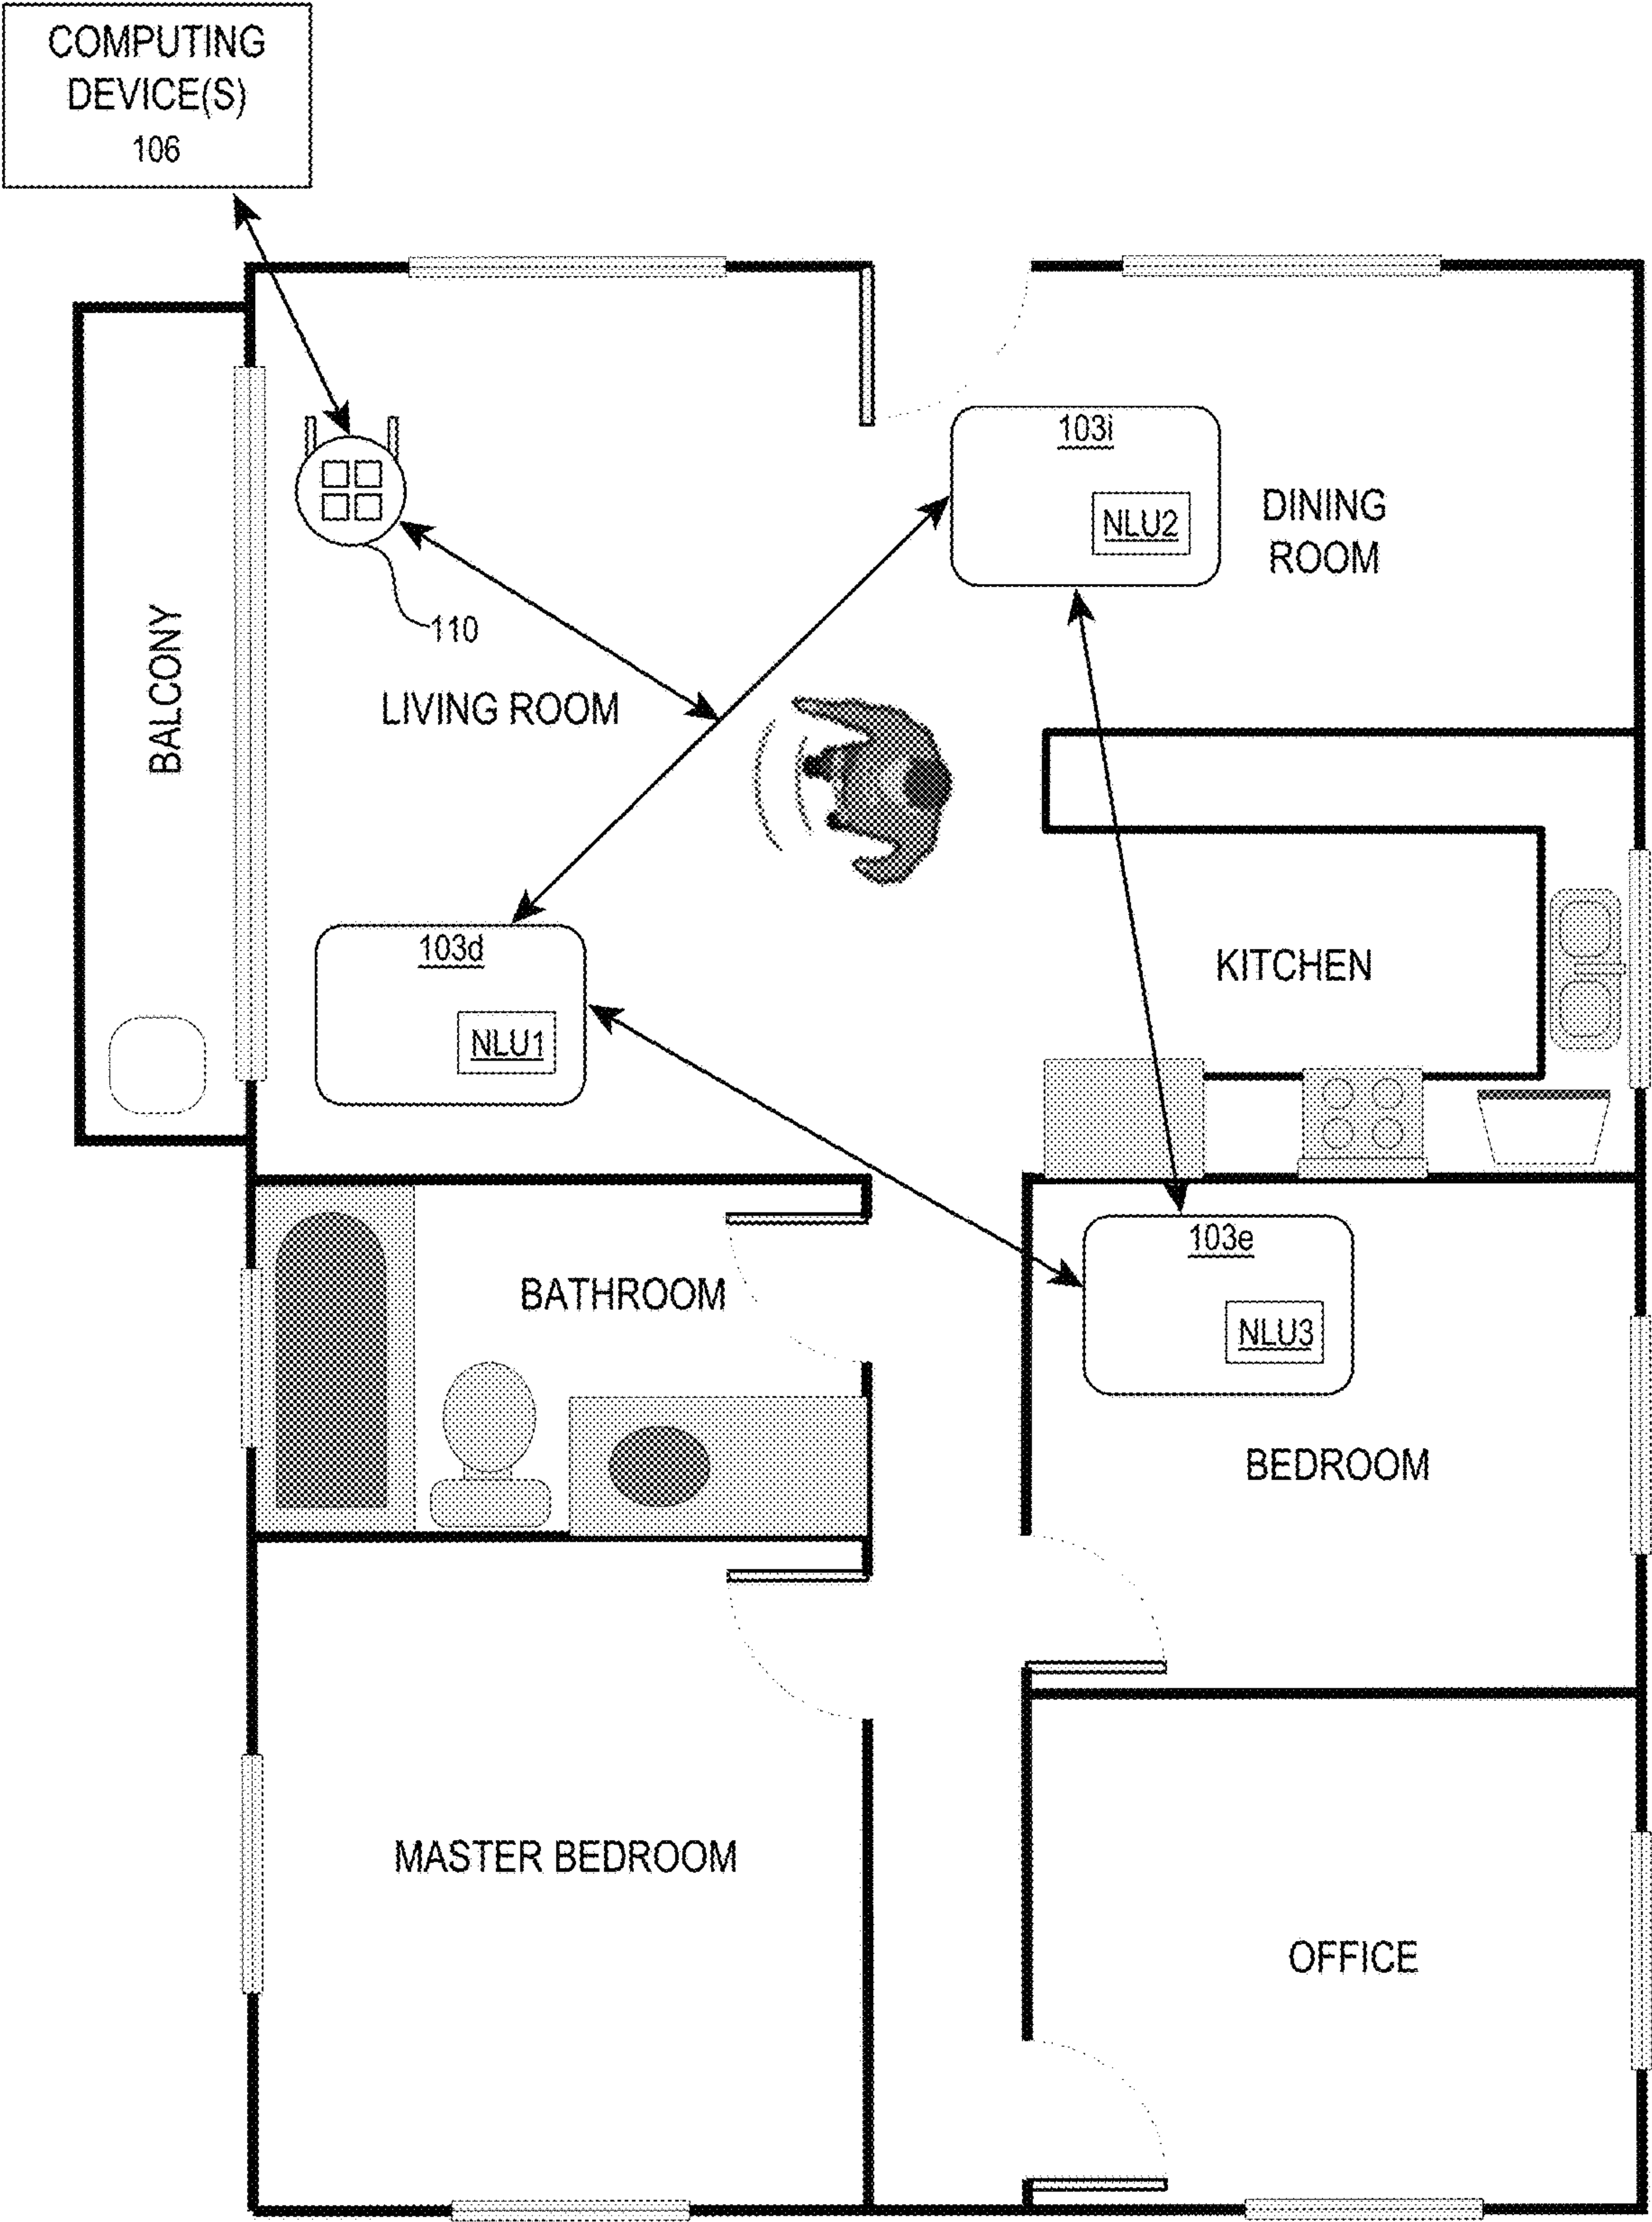 COMPUTING
DEVICE(S)
106
103i
NLU2
DINING
ROOM
110
BALCONY
LIVING ROOM
103d
NLU1
KITCHEN
103e
NLU3
BATHROOM
BEDROOM
MASTER BEDROOM
OFFICE